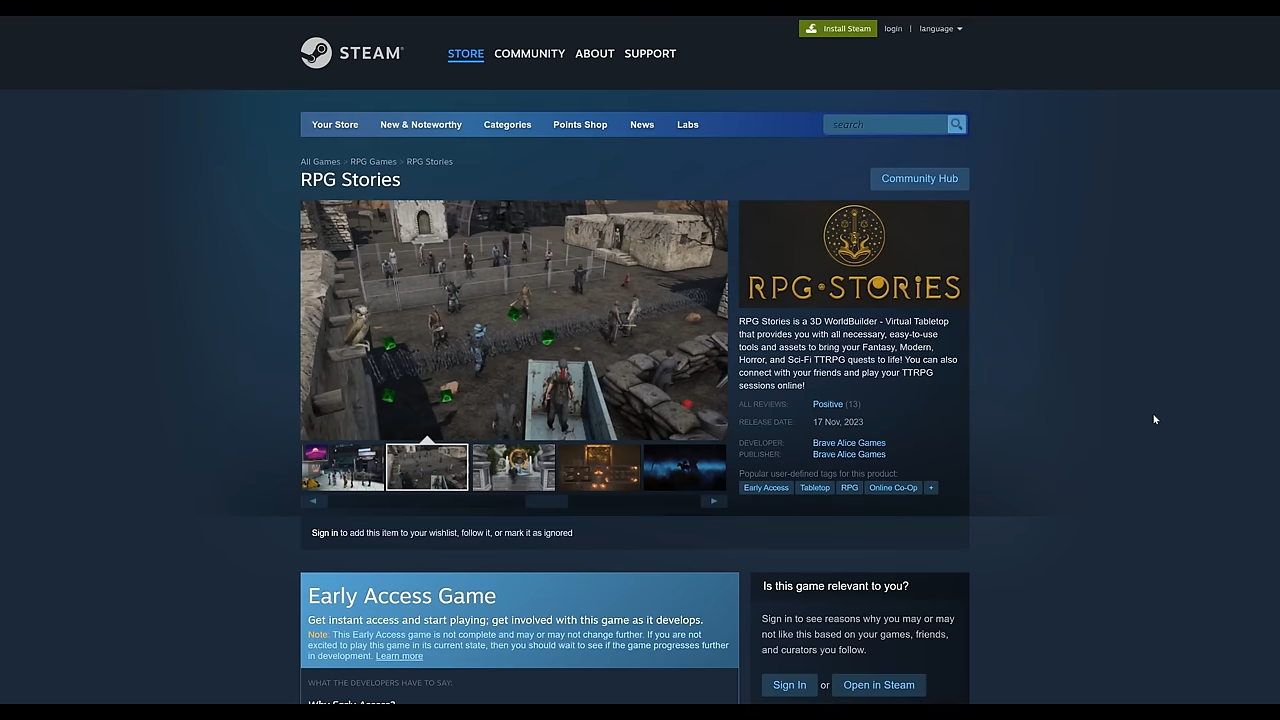 Install Steam login | language
STEAM®
STORE COMMUNITY ABOUT SUPPORT
Your Store New & Noteworthy Categories Points Shop News Labs search
All Games > RPG Games > RPG Stories
RPG Stories
Community Hub
RPG STORIES
RPG Stories is a 3D WorldBuilder - Virtual Tabletop
that provides you with all necessary, easy-to-use
tools and assets to bring your Fantasy, Modern,
Horror, and Sci-Fi TTRPG quests to life! You can also
connect with your friends and play your TTRPG
sessions online!
ALL REVIEWS: Positive (13)
RELEASE DATE: 17 Nov, 2023
DEVELOPER: Brave Alice Games
PUBLISHER: Brave Alice Games
Popular user-defined tags for this product:
Early Access Tabletop RPG Online Co-Op +
Sign in to add this item to your wishlist, follow it, or mark it as ignored
Early Access Game
Get instant access and start playing; get involved with this game as it develops.
Note: This Early Access game is not complete and may or may not change further. If you are not
excited to play this game in its current state, then you should wait to see if the game progresses further
in development. Learn more
WHAT THE DEVELOPERS HAVE TO SAY:
Why Early Access?
Is this game relevant to you?
Sign in to see reasons why you may or may
not like this based on your games, friends,
and curators you follow.
Sign In or Open in Steam